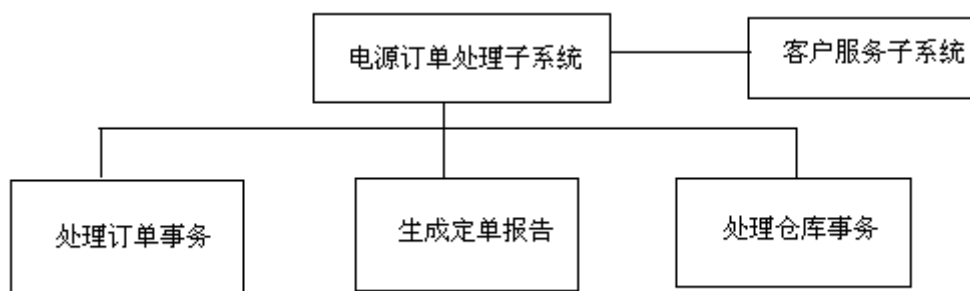 电源订单处理子系统
客户服务子系统
处理订单事务
生成定单报告
处理仓库事务